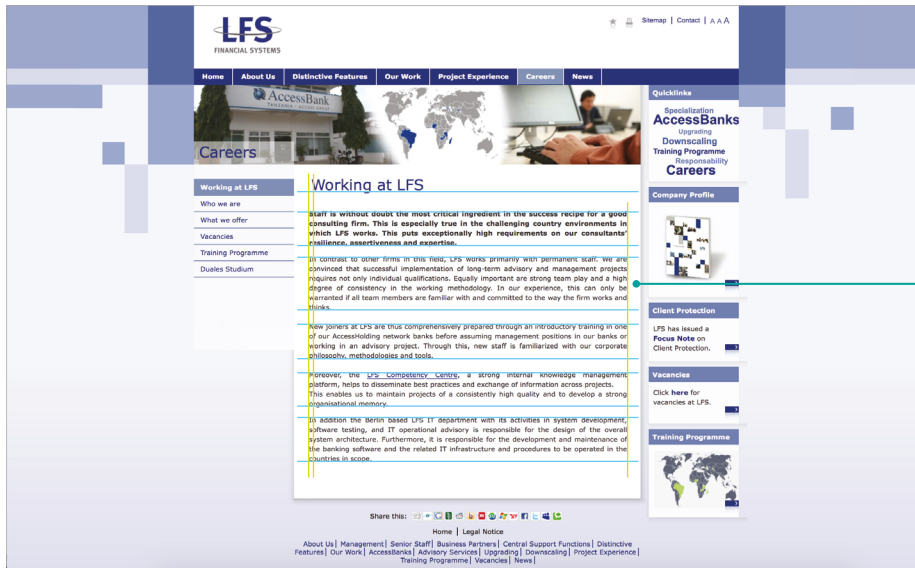 LFS
FINANCIAL SYSTEMS
Sitemap | Contact | A A A
Home About Us Distinctive Features Our Work Project Experience Careers News
AccessBank
TANZANIA
Careers
Working at LFS
Who we are
What we offer
Vacancies
Training Programme
Duales Studium
Working at LFS
Staff is without doubt the most critical ingredient in the success recipe for a good
consulting firm. This is especially true in the challenging country environments in
which LFS works. This puts exceptionally high requirements on our consultants'
resilience, assertiveness and expertise.
In contrast to other firms in this field, LFS works primarily with permanent staff. We are
convinced that successful implementation of long-term advisory and management projects
requires not only individual qualifications. Equally important are strong team play and a high
degree of consistency in the working methodology. In our experience, this can only be
warranted if all team members are familiar with and committed to the way the firm works and
thinks.
New joiners at LFS are thus comprehensively prepared through an introductory training in one
of our AccessHolding network banks before assuming management positions in our banks or
working in an advisory project. Through this, new staff is familiarized with our corporate
philosophy, methodologies and tools.
Moreover, the LFS Competency Centre, a strong internal knowledge management
platform, helps to disseminate best practices and exchange of information across projects.
This enables us to maintain projects of a consistently high quality and to develop a strong
organisational memory.
In addition the Berlin based LFS IT department with its activities in system development,
software testing, and IT operational advisory is responsible for the design of the overall
system architecture. Furthermore, it is responsible for the development and maintenance of
the banking software and the related IT infrastructure and procedures to be operated in the
countries in scope.
Quicklinks
Specialization
AccessBanks
Upgrading
Downscaling
Training Programme
Responsability
Careers
Company Profile
Client Protection
LFS has issued a
Focus Note on
Client Protection.
Vacancies
Click here for
vacancies at LFS.
Training Programme
Share this:
Home | Legal Notice
About Us| Management| Senior Staff| Business Partners| Central Support Functions| Distinctive
Features| Our Work| AccessBanks| Advisory Services| Upgrading| Downscaling| Project Experience|
Training Programme| Vacancies| News|